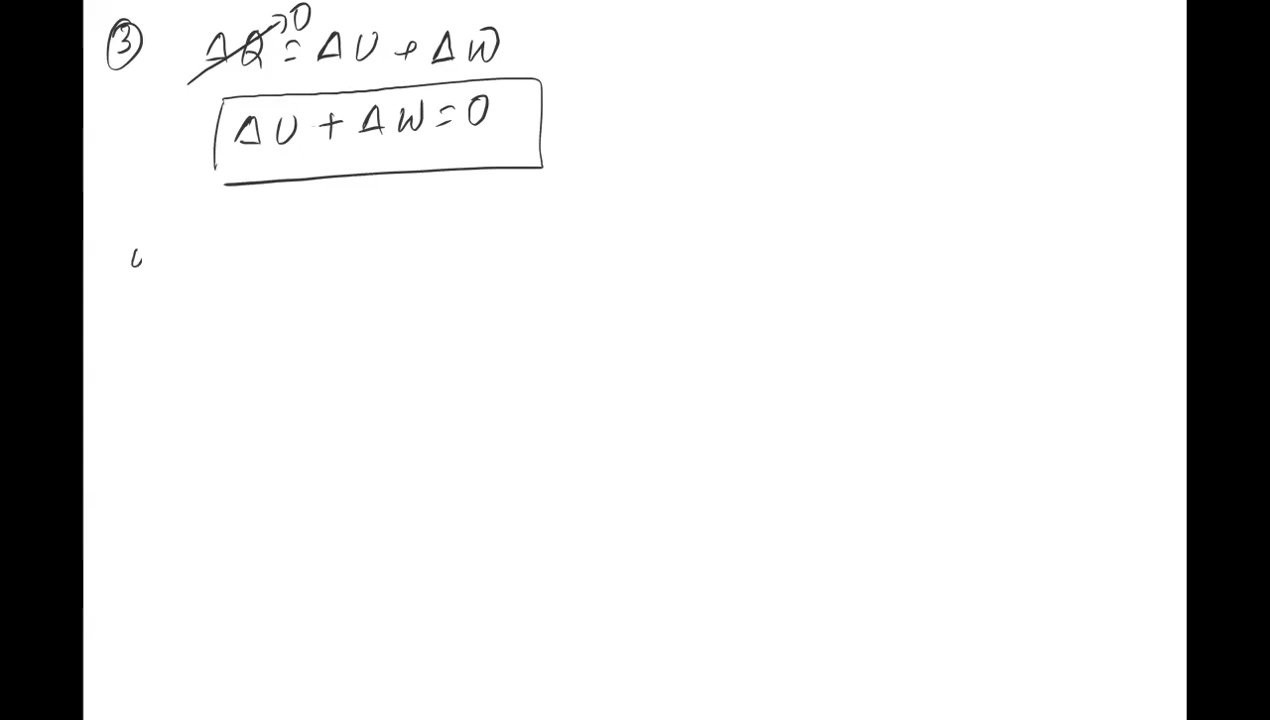 ③ ΔQ→0 = ΔU + ΔW
ΔU + ΔW = 0